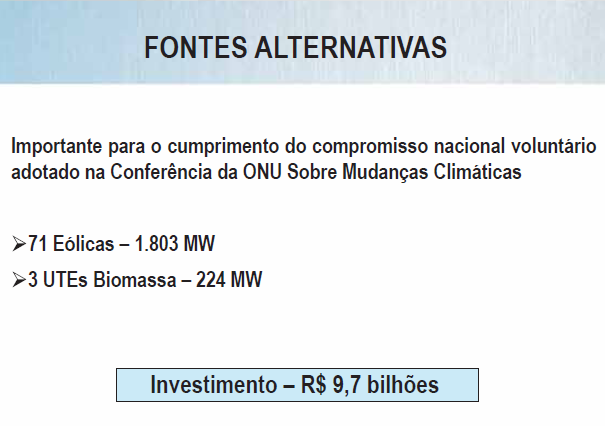 FONTES ALTERNATIVAS
Importante para o cumprimento do compromisso nacional voluntário
adotado na Conferência da ONU Sobre Mudanças Climáticas
➢71 Eólicas – 1.803 MW
➢3 UTEs Biomassa – 224 MW
Investimento – R$ 9,7 bilhões